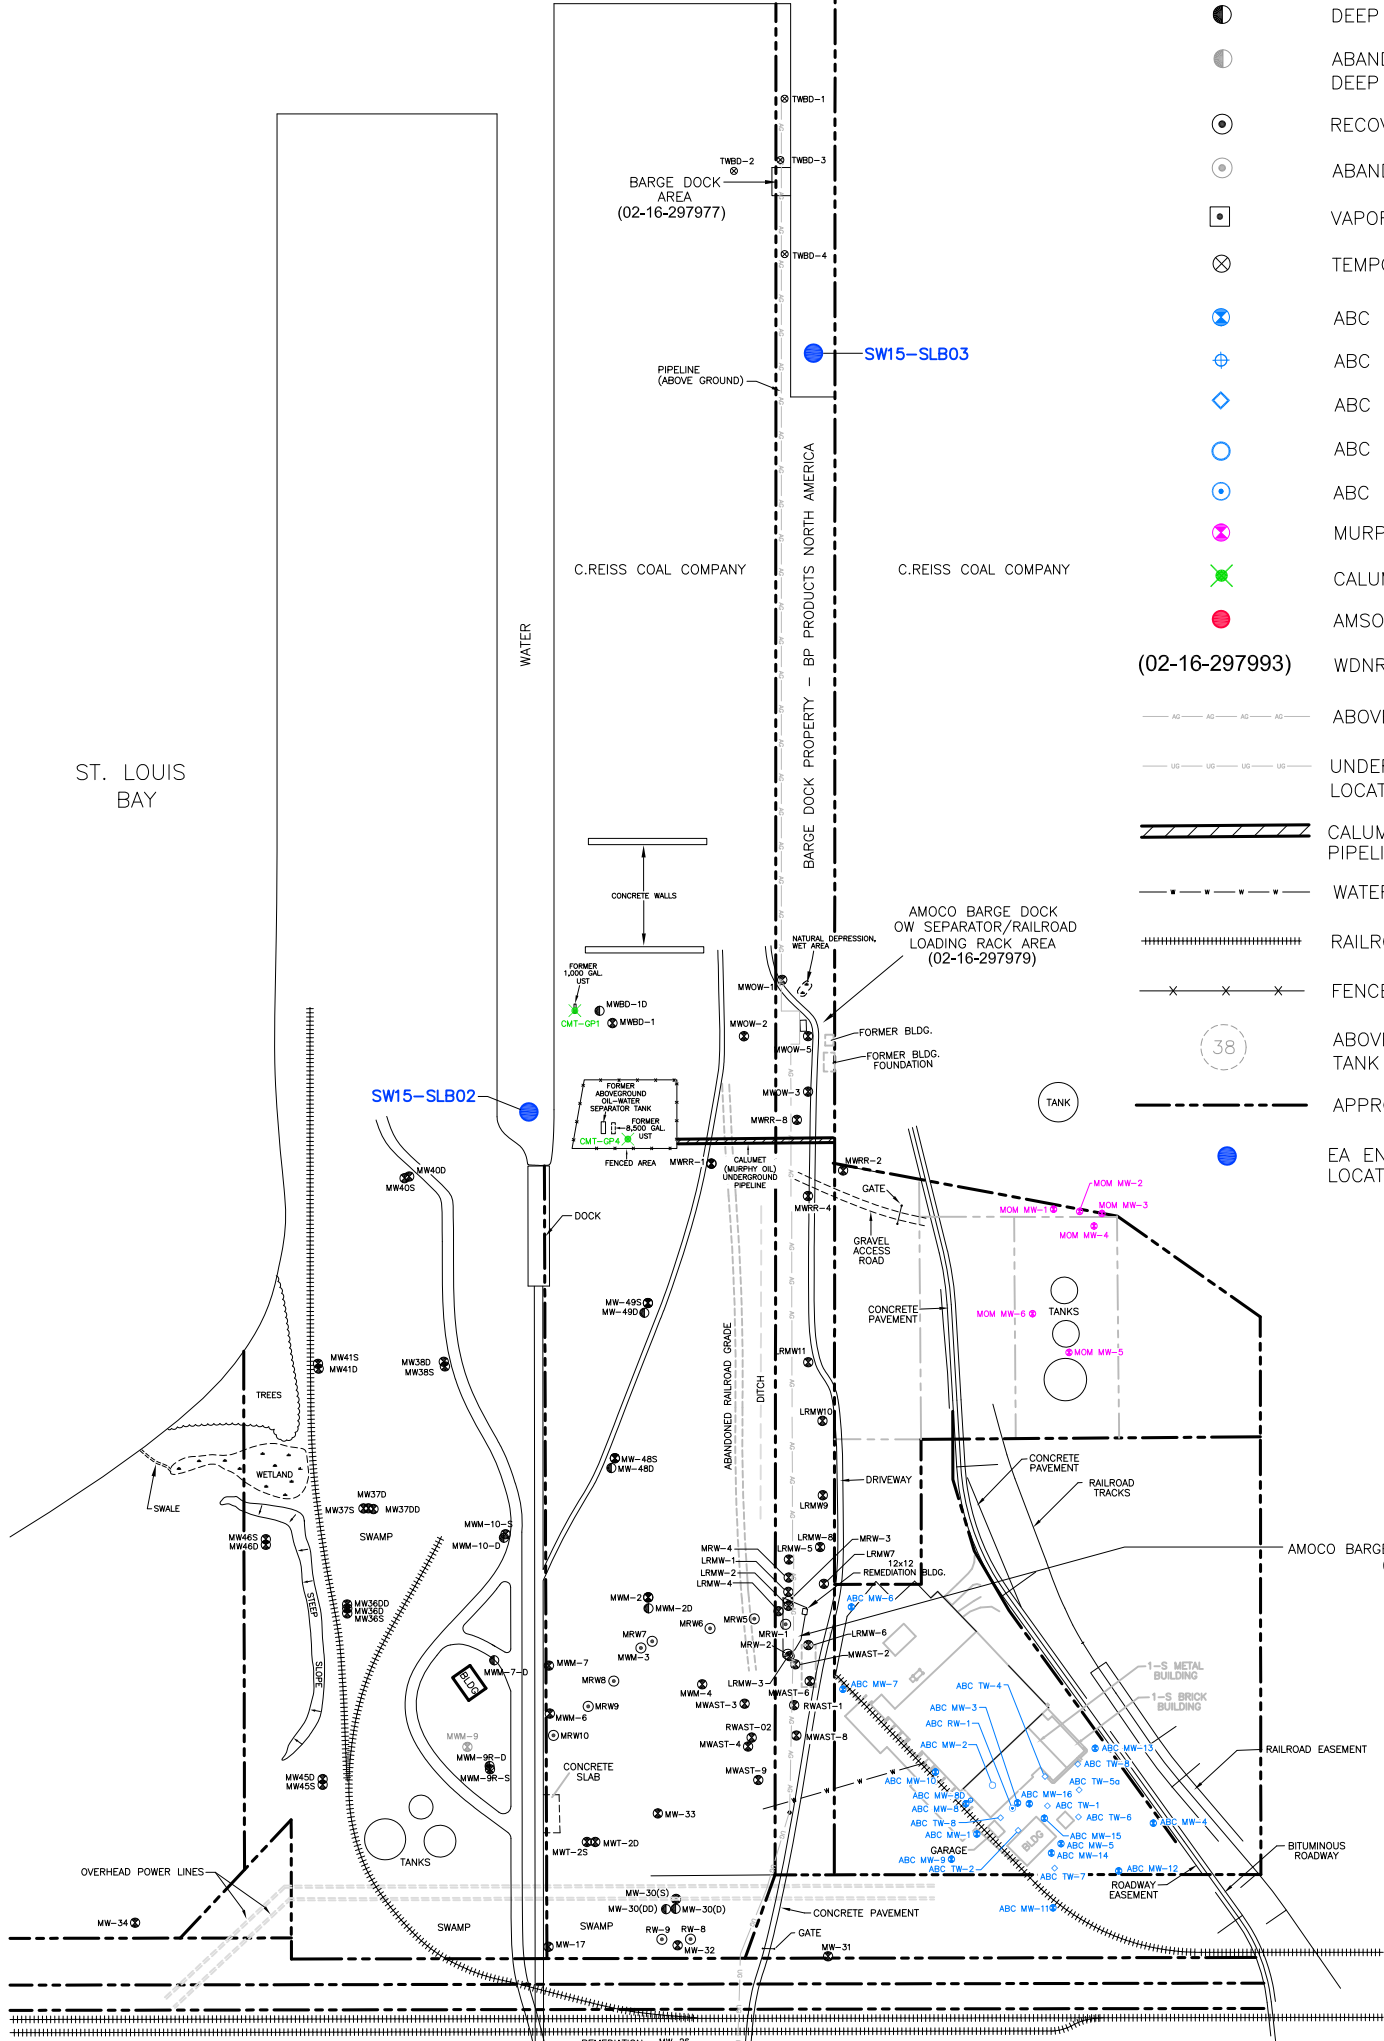 DEEP
ABAND
DEEP
RECOV
ABAND
VAPOR
TEMPO
ABC
ABC
ABC
ABC
ABC
MURP
CALUM
AMSO
(02-16-297993)
WDNR
AG AG AG AG
ABOVE
UG UG UG UG
UNDER
LOCAT
CALUM
PIPELI
W W W W
WATER
RAILRO
X X X
FENCE
38
ABOVE
TANK
APPRO
EA EN
LOCAT
TWBD-1
TWBD-2
TWBD-3
BARGE DOCK
AREA
(02-16-297977)
TWBD-4
SW15-SLB03
PIPELINE
(ABOVE GROUND)
C.REISS COAL COMPANY
BARGE DOCK PROPERTY - BP PRODUCTS NORTH AMERICA
C.REISS COAL COMPANY
WATER
ST. LOUIS
BAY
CONCRETE WALLS
AMOCO BARGE DOCK
OW SEPARATOR/RAILROAD
LOADING RACK AREA
(02-16-297979)
NATURAL DEPRESSION,
WET AREA
FORMER
1,000 GAL.
UST
MWOW-1
MWBD-1D
CMT-GP1
MWBD-1
MWOW-2
MWOW-5
FORMER BLDG.
FORMER BLDG.
FOUNDATION
SW15-SLB02
FORMER
ABOVEGROUND
OIL-WATER
SEPARATOR TANK
FORMER
8,500 GAL.
UST
CMT-GP4
FENCED AREA
MWOW-3
MWRR-8
TANK
MWRR-1
CALUMET
(MURPHY OIL)
UNDERGROUND
PIPELINE
MWRR-2
MW40D
MW40S
GATE
MWRR-4
MOM MW-2
MOM MW-1
MOM MW-3
MOM MW-4
DOCK
GRAVEL
ACCESS
ROAD
MW-49S
MW-49D
CONCRETE
PAVEMENT
MOM MW-6
TANKS
MOM MW-5
ABANDONED RAILROAD GRADE
DITCH
LRMW11
MW41S
MW41D
MW38D
MW38S
TREES
LRMW10
MW-48S
MW-48D
CONCRETE
PAVEMENT
RAILROAD
TRACKS
DRIVEWAY
WETLAND
SWALE
MW37D
MW37S
MW37DD
LRMW9
SWAMP
MW46S
MW46D
MWM-10-S
MWM-10-D
LRMW-8
MRW-3
MRW-4
LRMW-5
LRMW-1
LRMW7
LRMW-2
12x12
REMEDIATION BLDG.
LRMW-4
AMOCO BARGE
STEEP
SLOPE
MW36DD
MW36D
MW36S
MWM-2
MWM-2D
ABC MW-6
MRW5
MRW6
MRW-1
MRW7
MWM-3
MRW-2
LRMW-6
MWAST-2
BLDG
MWM-7-D
MWM-7
MRW8
MWM-4
LRMW-3
MWAST-6
ABC MW-7
1-S METAL
BUILDING
1-S BRICK
BUILDING
MRW9
MWM-6
MWAST-3
RWAST-1
ABC TW-4
ABC MW-3
ABC RW-1
MWM-9
MRW10
RWAST-02
MWAST-4
MWAST-8
ABC MW-2
ABC MW-13
RAILROAD EASEMENT
MWM-9R-D
MWM-9R-S
CONCRETE
SLAB
ABC TW-8
MW45D
MW45S
MWAST-9
ABC MW-10
ABC TW-5a
ABC MW-8D
ABC MW-16
ABC MW-8
ABC TW-1
MW-33
ABC TW-8
ABC TW-6
ABC MW-4
ABC MW-1
ABC MW-15
TANKS
MWT-2D
MWT-2S
GARAGE
BLDG
ABC MW-5
ABC MW-14
BITUMINOUS
ROADWAY
ABC MW-9
ABC TW-2
ABC TW-7
ABC MW-12
OVERHEAD POWER LINES
ROADWAY
EASEMENT
MW-30(S)
MW-30(DD)
MW-30(D)
CONCRETE PAVEMENT
ABC MW-11
MW-34
SWAMP
SWAMP
RW-9
RW-8
GATE
MW-17
MW-32
MW-31